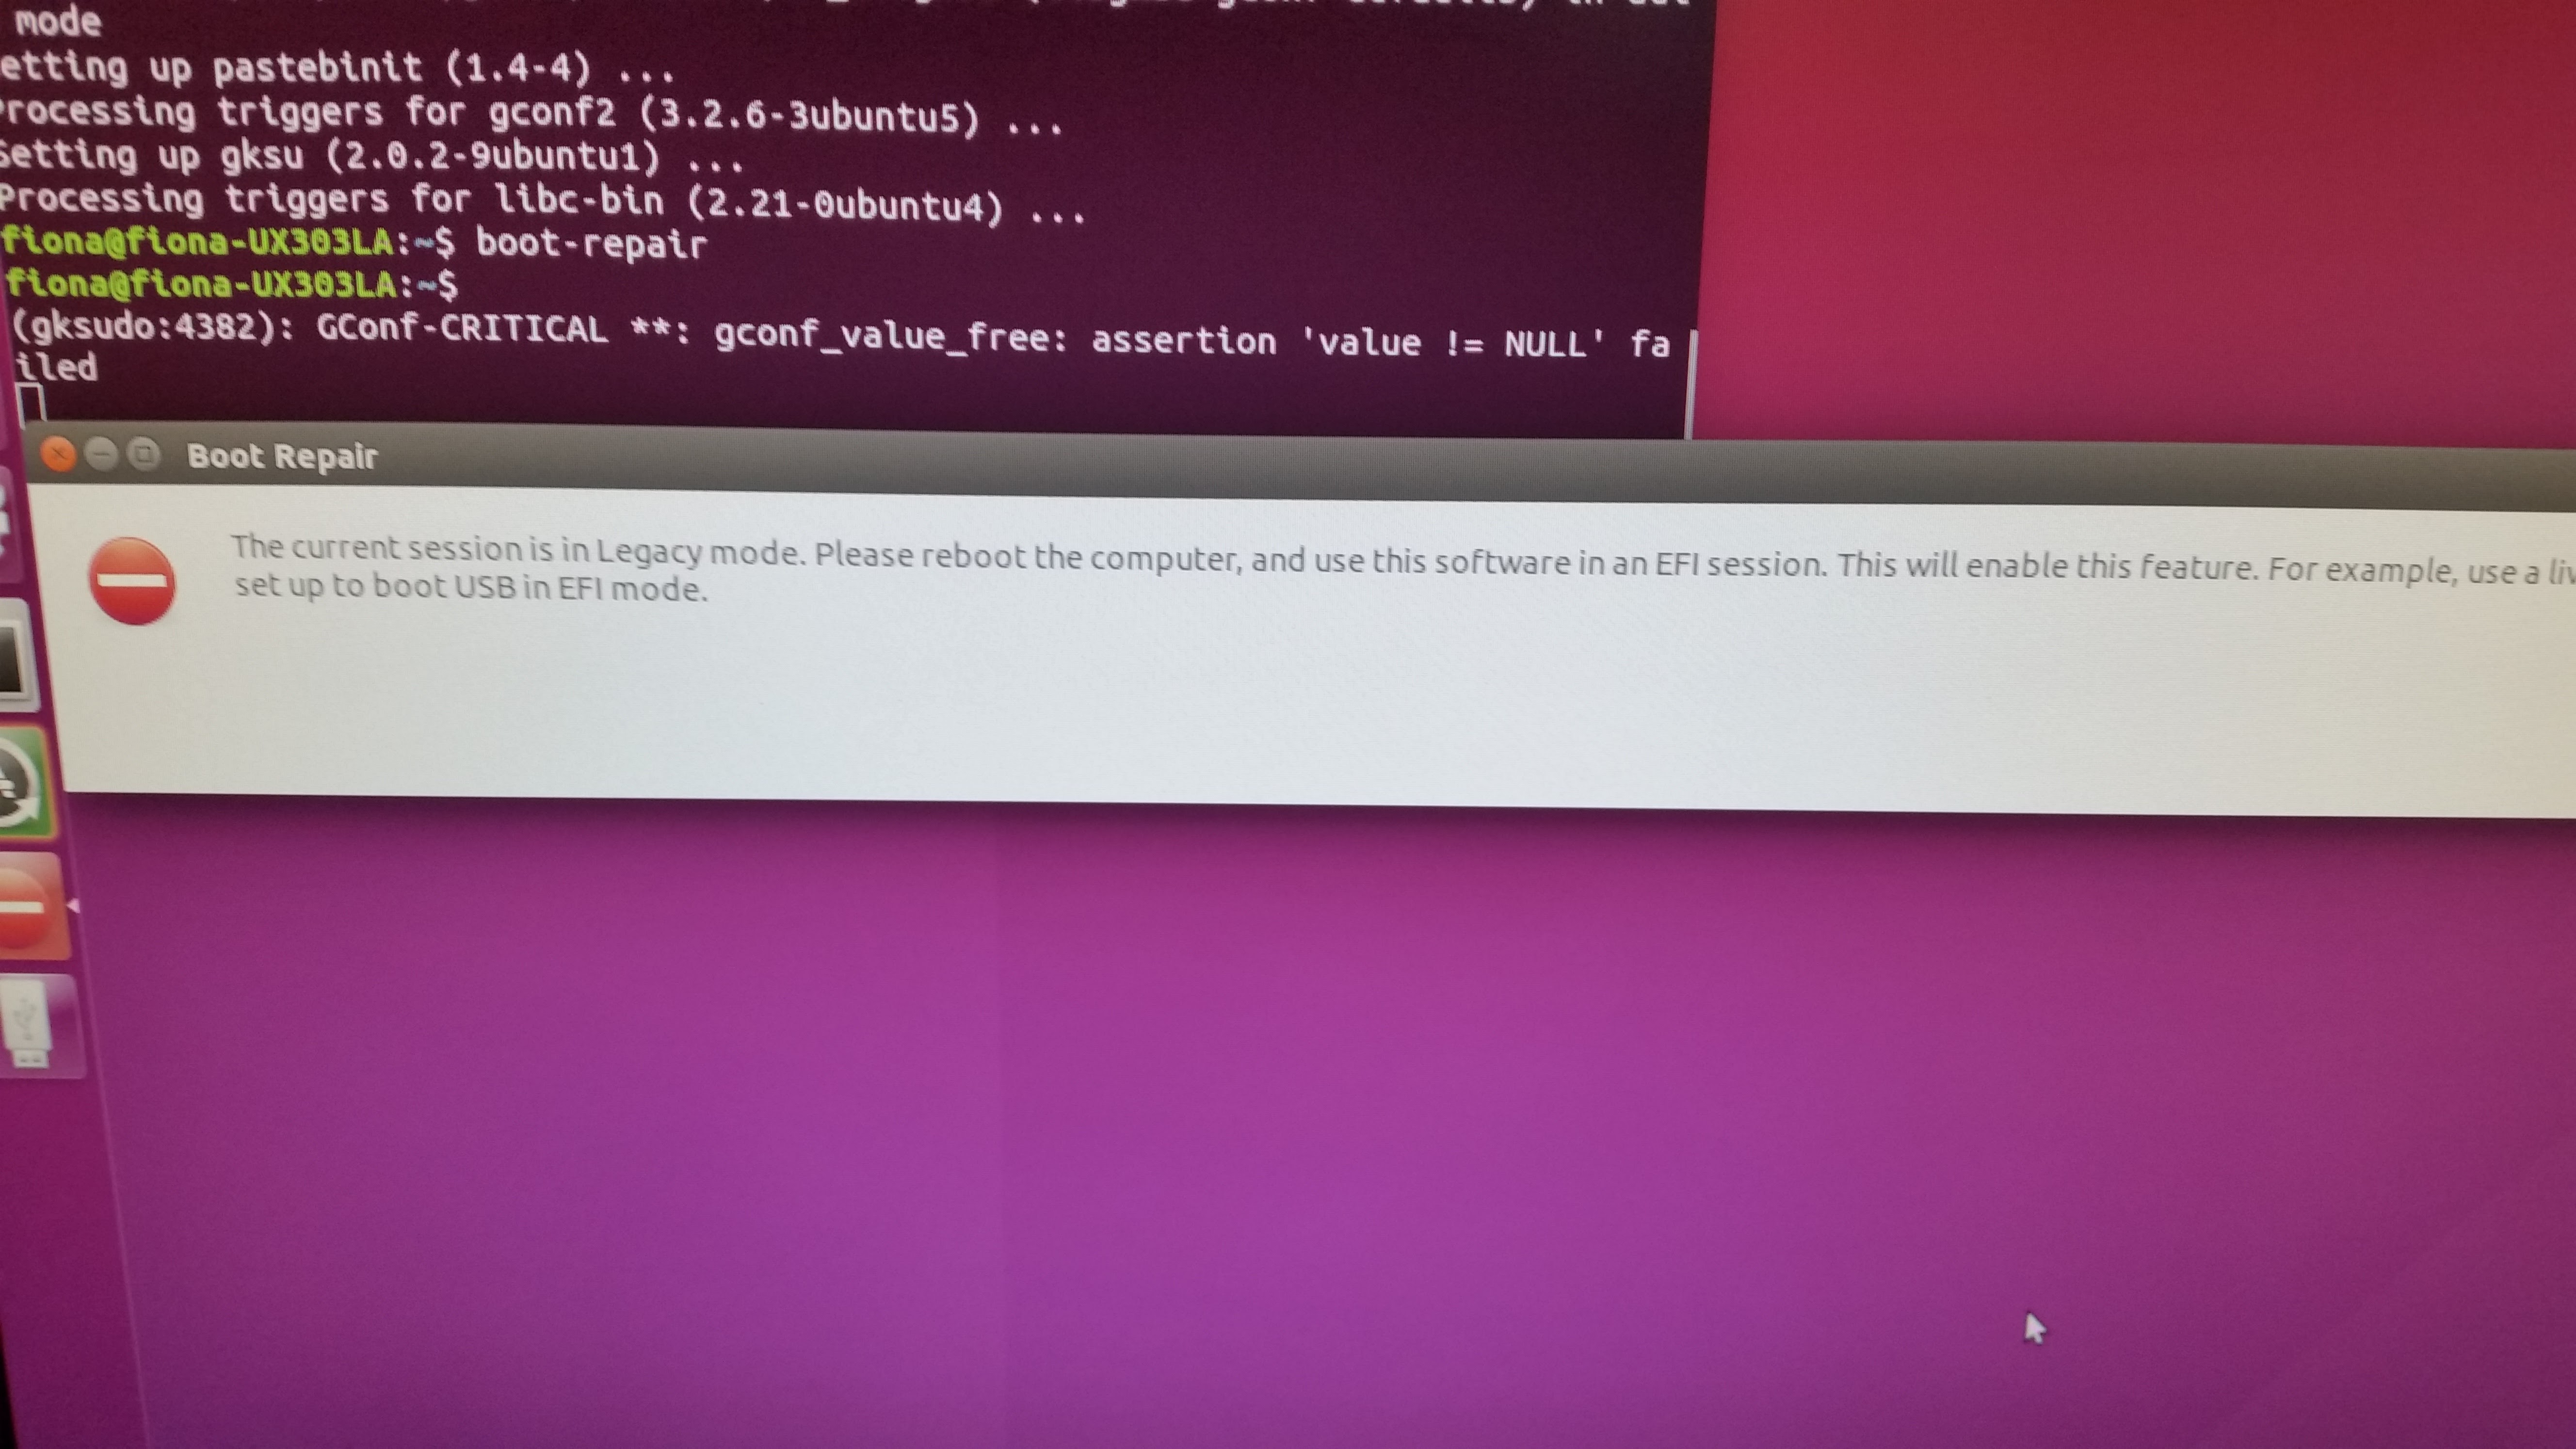 mode
etting up pastebinit (1.4-4) ...
rocessing triggers for gconf2 (3.2.6-3ubuntu5) ...
Setting up gksu (2.0.2-9ubuntu1) ...
Processing triggers for libc-bin (2.21-0ubuntu4) ...
fiona@fiona-UX303LA:~$ boot-repair
fiona@fiona-UX303LA:~$
(gksudo:4382): GConf-CRITICAL **: gconf_value_free: assertion 'value != NULL' fa
iled
Boot Repair
The current session is in Legacy mode. Please reboot the computer, and use this software in an EFI session. This will enable this feature. For example, use a liv
set up to boot USB in EFI mode.